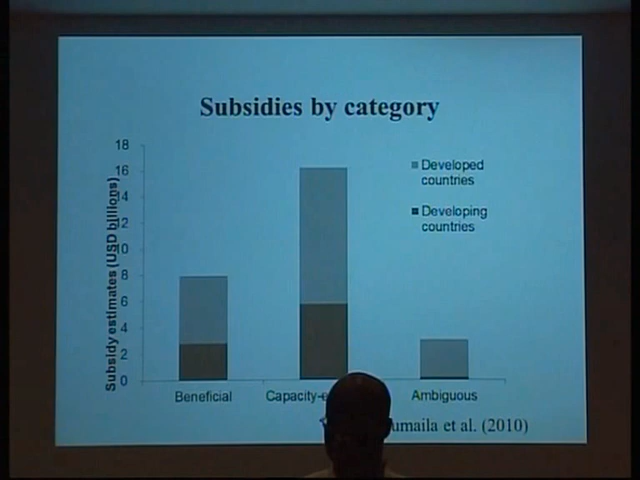 Subsidies by category
Subsidy estimates (USD billions)
18
16
14
12
10
8
6
4
2
0
Developed
countries
Developing
countries
Beneficial
Capacity-e
Ambiguous
umaila et al. (2010)